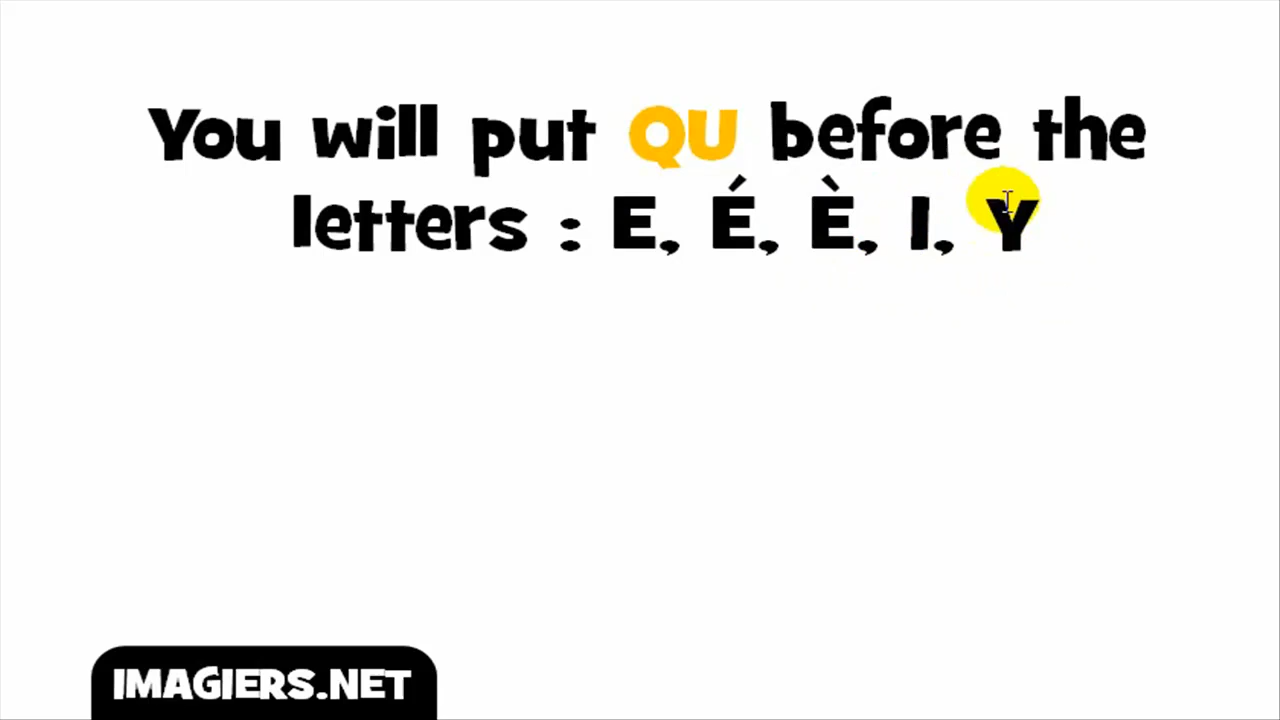 You will put QU before the
letters : E, É, È, I, Y
IMAGIERS.NET